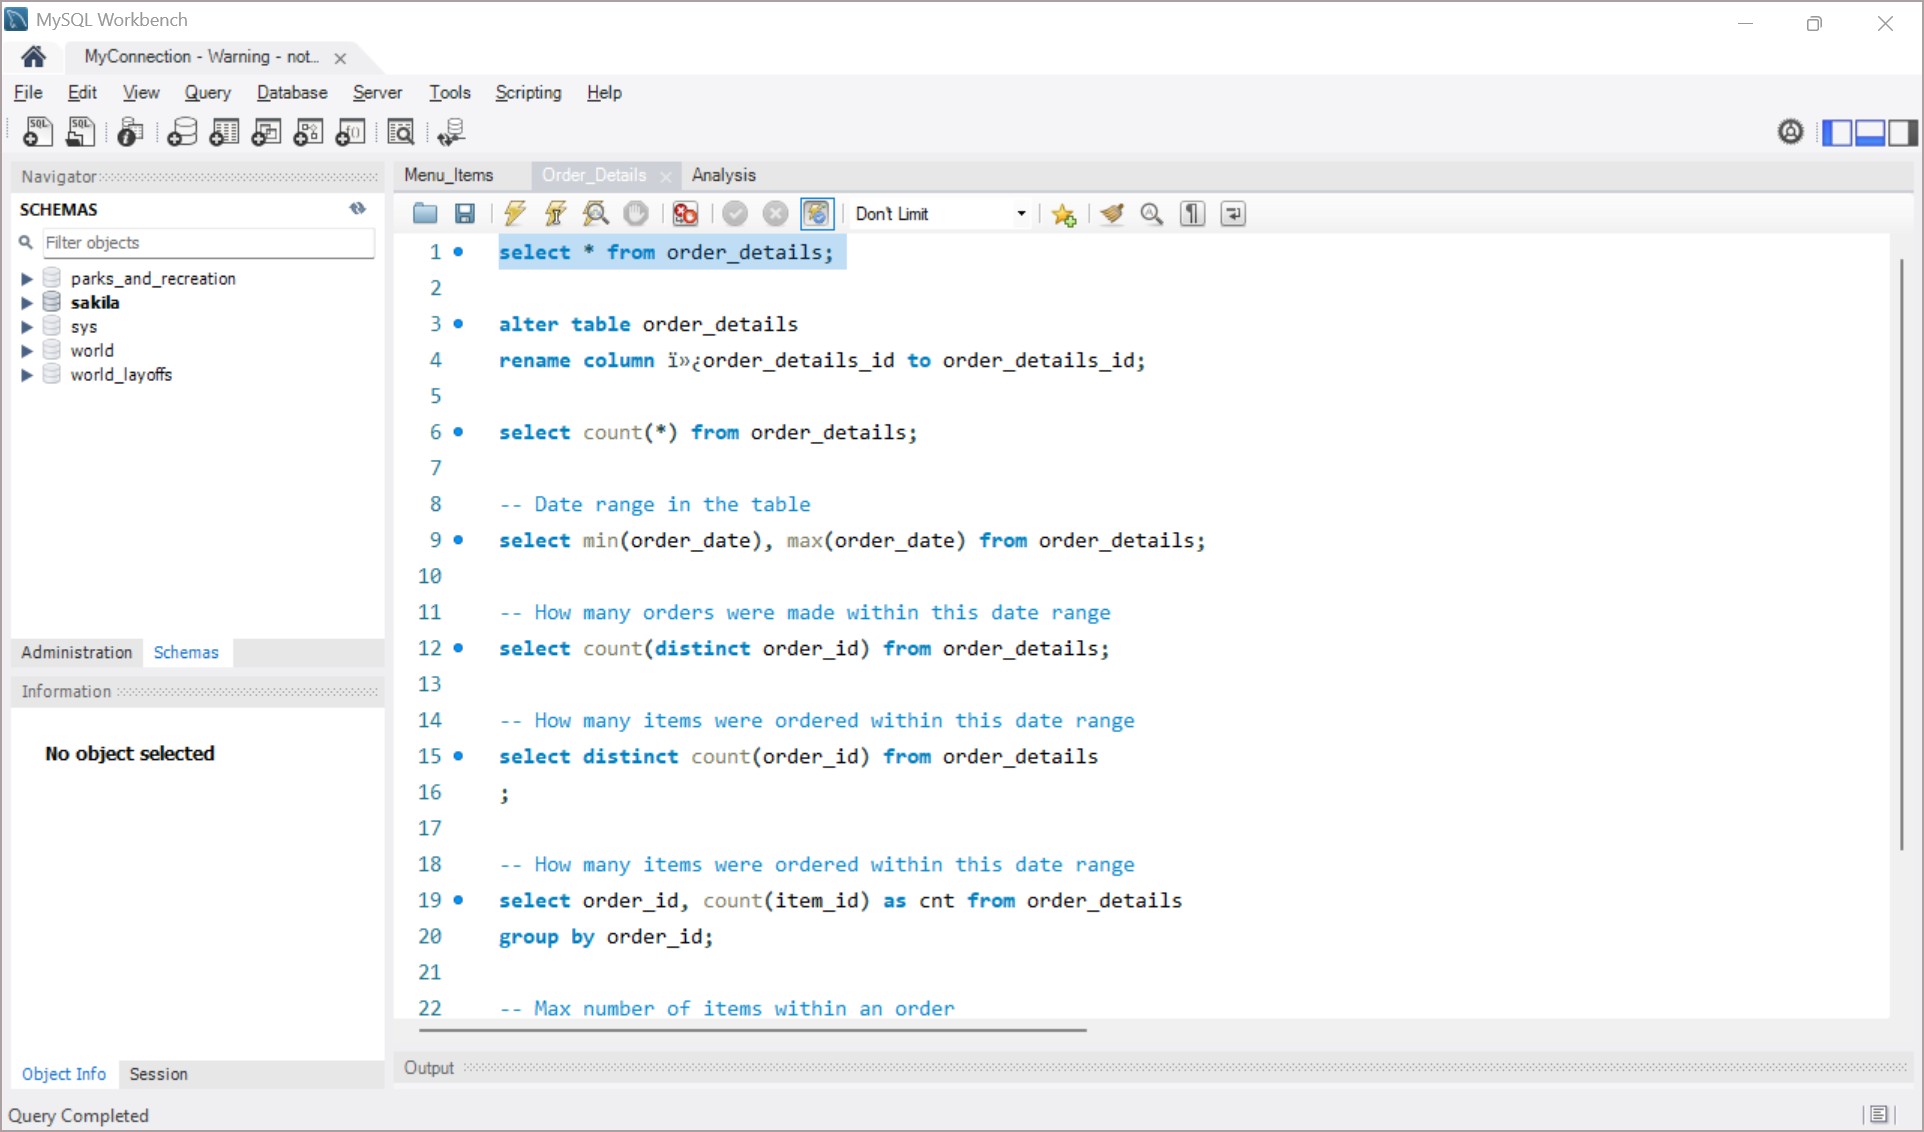 MySQL Workbench
MyConnection - Warning - not...
File Edit View Query Database Server Tools Scripting Help
Navigator
SCHEMAS
Filter objects
parks_and_recreation
sakila
sys
world
world_layoffs
Administration Schemas
Information
No object selected
Object Info Session
Menu_Items Order_Details Analysis
Don't Limit
1 select * from order_details;
2
3 alter table order_details
4 rename column ï»¿order_details_id to order_details_id;
5
6 select count(*) from order_details;
7
8 -- Date range in the table
9 select min(order_date), max(order_date) from order_details;
10
11 -- How many orders were made within this date range
12 select count(distinct order_id) from order_details;
13
14 -- How many items were ordered within this date range
15 select distinct count(order_id) from order_details
16 ;
17
18 -- How many items were ordered within this date range
19 select order_id, count(item_id) as cnt from order_details
20 group by order_id;
21
22 -- Max number of items within an order
Output
Query Completed